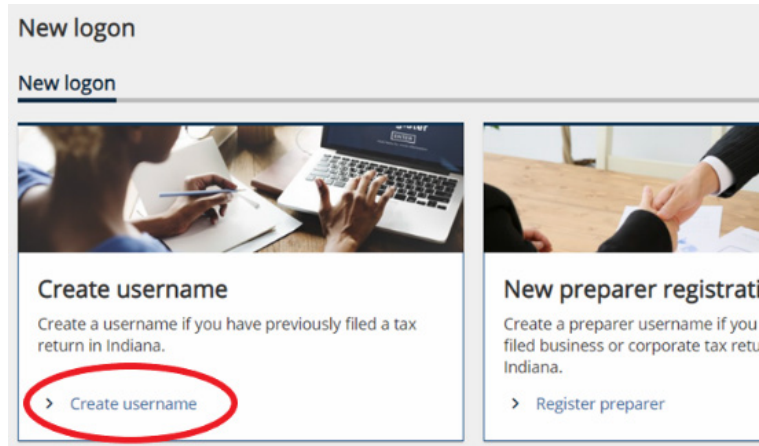 New logon
New logon
ENTER
Create username
Create a username if you have previously filed a tax
return in Indiana.
Create username
New preparer registrati
Create a preparer username if you
filed business or corporate tax retu
Indiana.
Register preparer